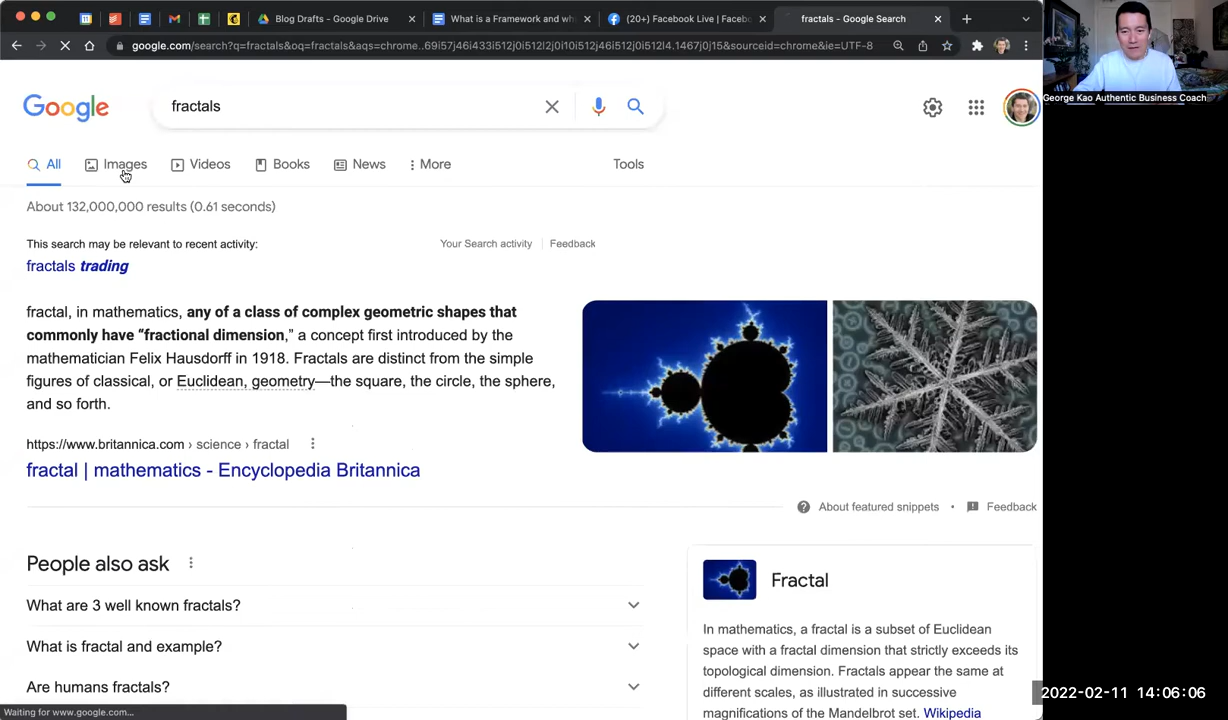 Blog Drafts - Google Drive
What is a Framework and wh
(20+) Facebook Live | Faceb
fractals - Google Search
google.com/search?q=fractals&oq=fractals&aqs=chrome..69i57j46i433i512j0i512l2j0i10i512j46i512j0i512l4.1467j0j15&sourceid=chrome&ie=UTF-8
George Kao Authentic Business Coach
Google
fractals
All
Images
Videos
Books
News
More
Tools
About 132,000,000 results (0.61 seconds)
This search may be relevant to recent activity:
Your Search activity
Feedback
fractals trading
fractal, in mathematics, any of a class of complex geometric shapes that
commonly have “fractional dimension,” a concept first introduced by the
mathematician Felix Hausdorff in 1918. Fractals are distinct from the simple
figures of classical, or Euclidean, geometry—the square, the circle, the sphere,
and so forth.
https://www.britannica.com › science › fractal
fractal | mathematics - Encyclopedia Britannica
About featured snippets • Feedback
People also ask
What are 3 well known fractals?
What is fractal and example?
Are humans fractals?
Fractal
In mathematics, a fractal is a subset of Euclidean
space with a fractal dimension that strictly exceeds its
topological dimension. Fractals appear the same at
different scales, as illustrated in successive
magnifications of the Mandelbrot set. Wikipedia
Waiting for www.google.com...
2022-02-11 14:06:06